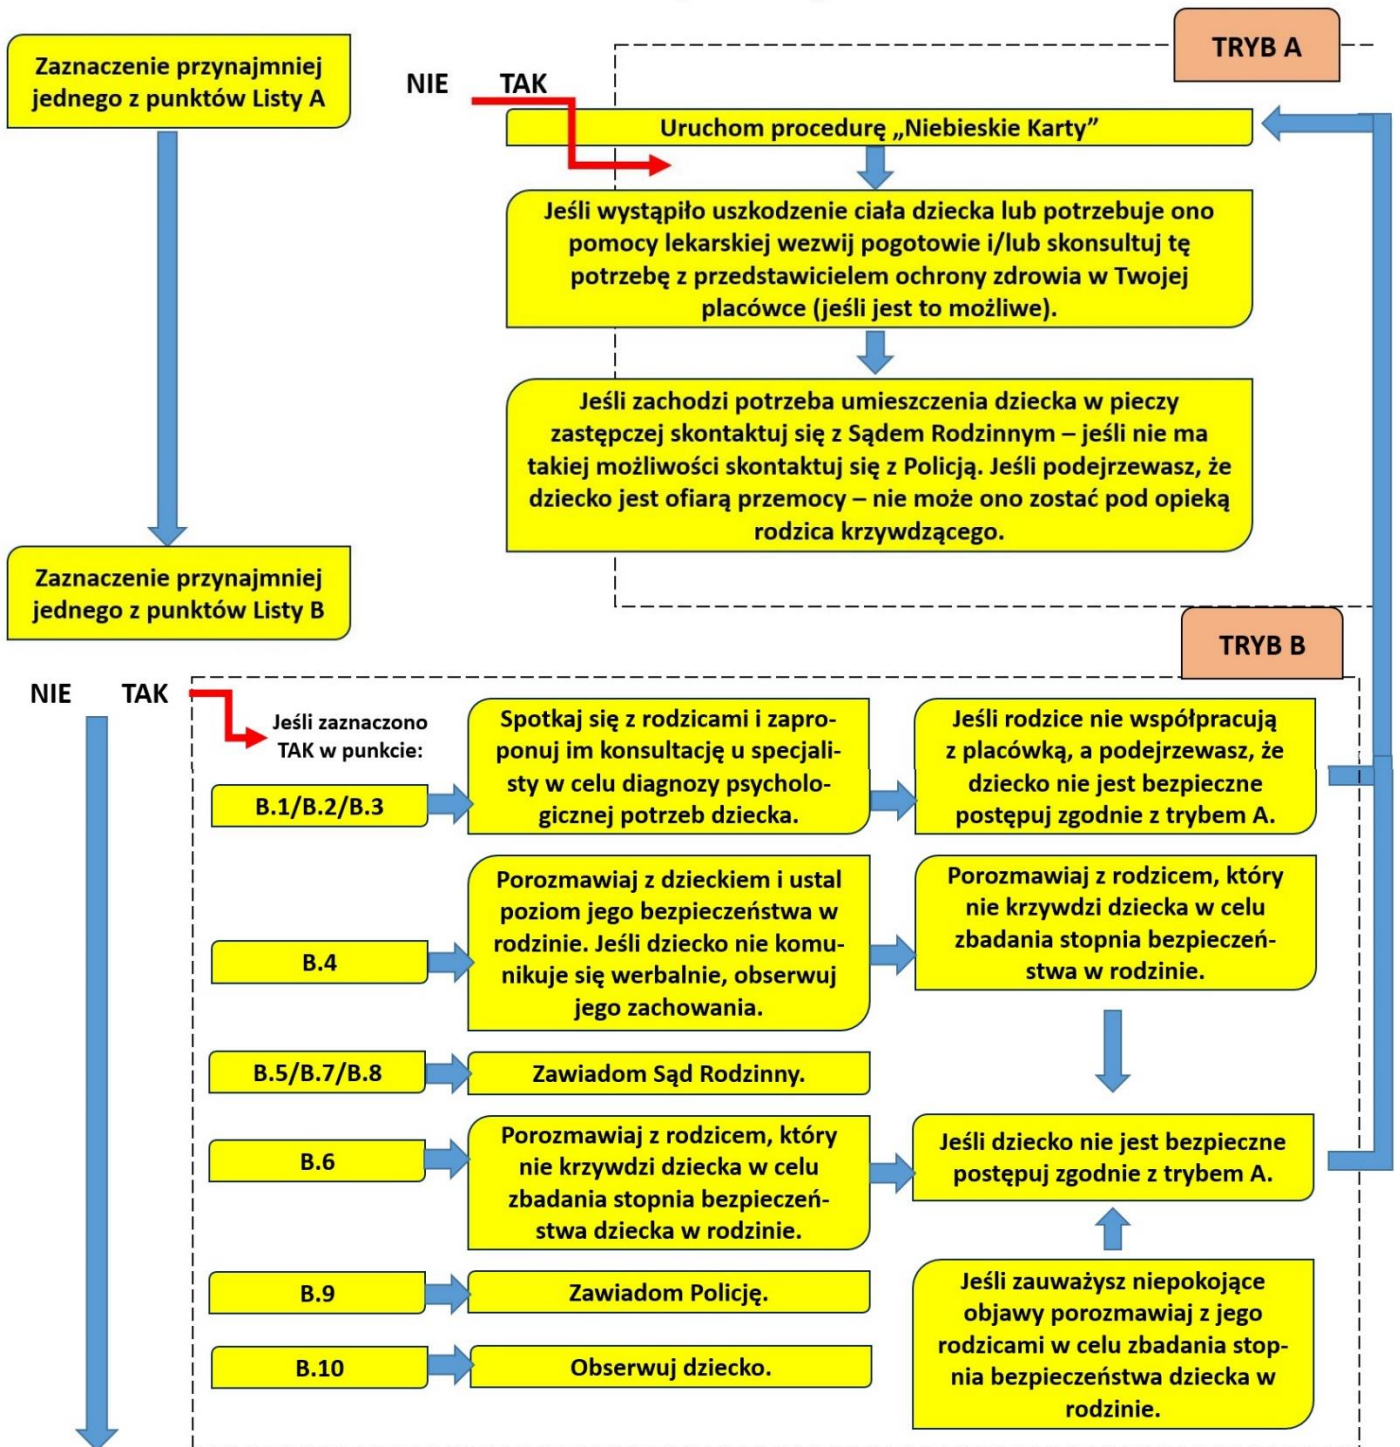 TRYB A
Zaznaczenie przynajmniej
jednego z punktów Listy A
NIE TAK
Uruchom procedurę „Niebieskie Karty”
Jeśli wystąpiło uszkodzenie ciała dziecka lub potrzebuje ono
pomocy lekarskiej wezwij pogotowie i/lub skonsultuj tę
potrzebę z przedstawicielem ochrony zdrowia w Twojej
placówce (jeśli jest to możliwe).
Jeśli zachodzi potrzeba umieszczenia dziecka w pieczy
zastępczej skontaktuj się z Sądem Rodzinnym – jeśli nie ma
takiej możliwości skontaktuj się z Policją. Jeśli podejrzewasz, że
dziecko jest ofiarą przemocy – nie może ono zostać pod opieką
rodzica krzywdzącego.
Zaznaczenie przynajmniej
jednego z punktów Listy B
TRYB B
NIE TAK
Jeśli zaznaczono
TAK w punkcie:
B.1/B.2/B.3
Spotkaj się z rodzicami i zapro-
ponuj im konsultację u specjali-
sty w celu diagnozy psycholo-
gicznej potrzeb dziecka.
Jeśli rodzice nie współpracują
z placówką, a podejrzewasz, że
dziecko nie jest bezpieczne
postępuj zgodnie z trybem A.
B.4
Porozmawiaj z dzieckiem i ustal
poziom jego bezpieczeństwa w
rodzinie. Jeśli dziecko nie komu-
nikuje się werbalnie, obserwuj
jego zachowania.
Porozmawiaj z rodzicem, który
nie krzywdzi dziecka w celu
zbadania stopnia bezpieczeń-
stwa w rodzinie.
B.5/B.7/B.8
Zawiadom Sąd Rodzinny.
B.6
Porozmawiaj z rodzicem, który
nie krzywdzi dziecka w celu
zbadania stopnia bezpieczeń-
stwa dziecka w rodzinie.
Jeśli dziecko nie jest bezpieczne
postępuj zgodnie z trybem A.
B.9
Zawiadom Policję.
B.10
Obserwuj dziecko.
Jeśli zauważysz niepokojące
objawy porozmawiaj z jego
rodzicami w celu zbadania stop-
nia bezpieczeństwa dziecka w
rodzinie.